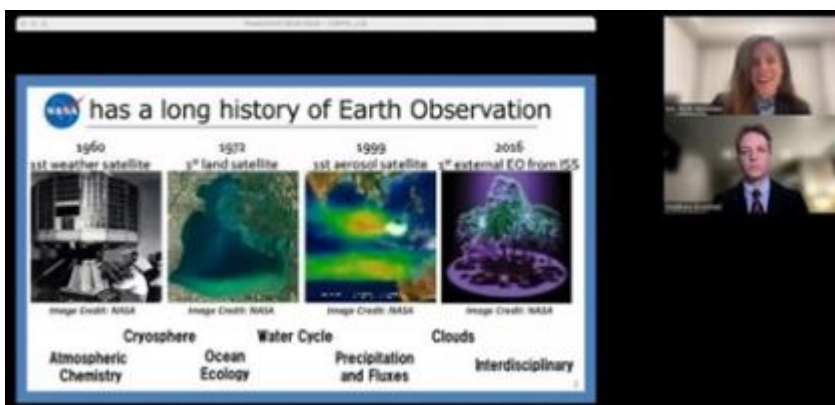 NASA has a long history of Earth Observation
1960
1st weather satellite
1972
1st land satellite
1999
1st aerosol satellite
2016
1st external EO from ISS
Image Credit: NASA
Image Credit: NASA
Image Credit: NASA
Image Credit: NASA
Cryosphere
Water Cycle
Clouds
Atmospheric
Chemistry
Ocean
Ecology
Precipitation
and Fluxes
Interdisciplinary